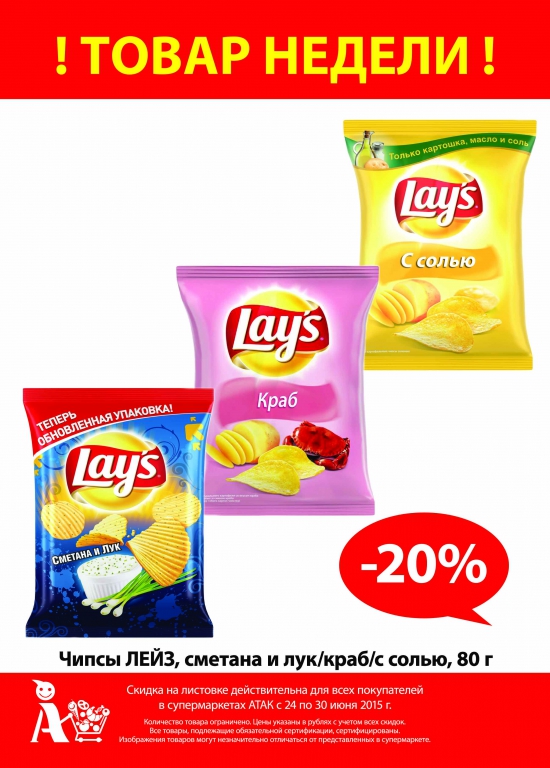 ! ТОВАР НЕДЕЛИ !
Только картошка, масло и соль
Lay's
С солью
Lay's
Краб
ТЕПЕРЬ
ОБНОВЛЕННАЯ УПАКОВКА!
Lay's
СМЕТАНА И ЛУК
-20%
Чипсы ЛЕЙЗ, сметана и лук/краб/с солью, 80 г
Скидка на листовке действительна для всех покупателей
в супермаркетах АТАК с 24 по 30 июня 2015 г.
Количество товара ограничено. Цены указаны в рублях с учетом всех скидок.
Все товары, подлежащие обязательной сертификации, сертифицированы.
Изображения товаров могут незначительно отличаться от представленных в супермаркете.